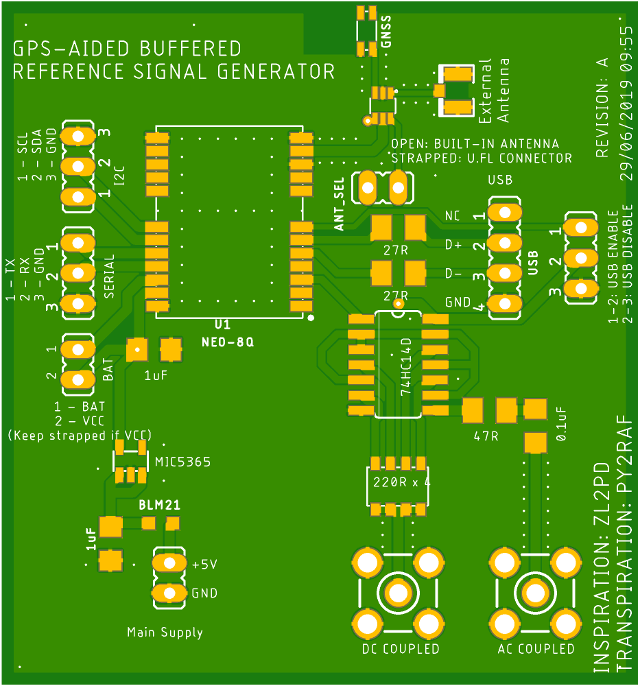 GPS-AIDED BUFFERED
REFERENCE SIGNAL GENERATOR
GNSS
External
Antenna
REVISION: A
29/06/2019 09:55
OPEN: BUILT-IN ANTENNA
STRAPPED: U.FL CONNECTOR
1 - SCL
2 - SDA
3 - GND
3
2
1
I2C
ANT_SEL
USB
NC
D+
D-
GND
1
2
3
4
USB
1
2
3
1-2: USB ENABLE
2-3: USB DISABLE
27R
27R
1 - TX
2 - RX
3 - GND
1
2
3
SERIAL
U1
NEO-8Q
74HC14D
1
2
BAT
1uF
1 - BAT
2 - VCC
(Keep strapped if VCC)
47R
0.1uF
MIC5365
220R x 4
BLM21
1uF
+5V
GND
Main Supply
DC COUPLED
AC COUPLED
INSPIRATION: ZL2PD
TRANSPIRATION: PY2RAF